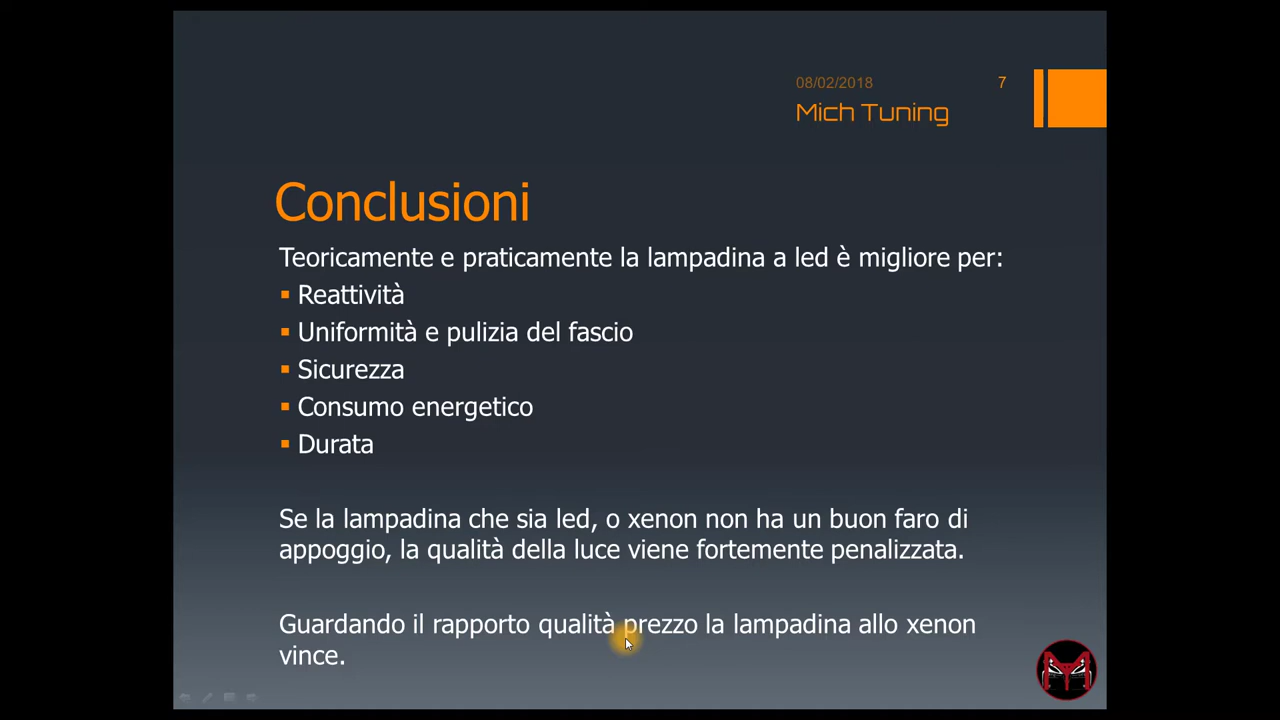 08/02/2018
7
Mich Tuning
Conclusioni
Teoricamente e praticamente la lampadina a led è migliore per:
Reattività
Uniformità e pulizia del fascio
Sicurezza
Consumo energetico
Durata
Se la lampadina che sia led, o xenon non ha un buon faro di
appoggio, la qualità della luce viene fortemente penalizzata.
Guardando il rapporto qualità prezzo la lampadina allo xenon
vince.